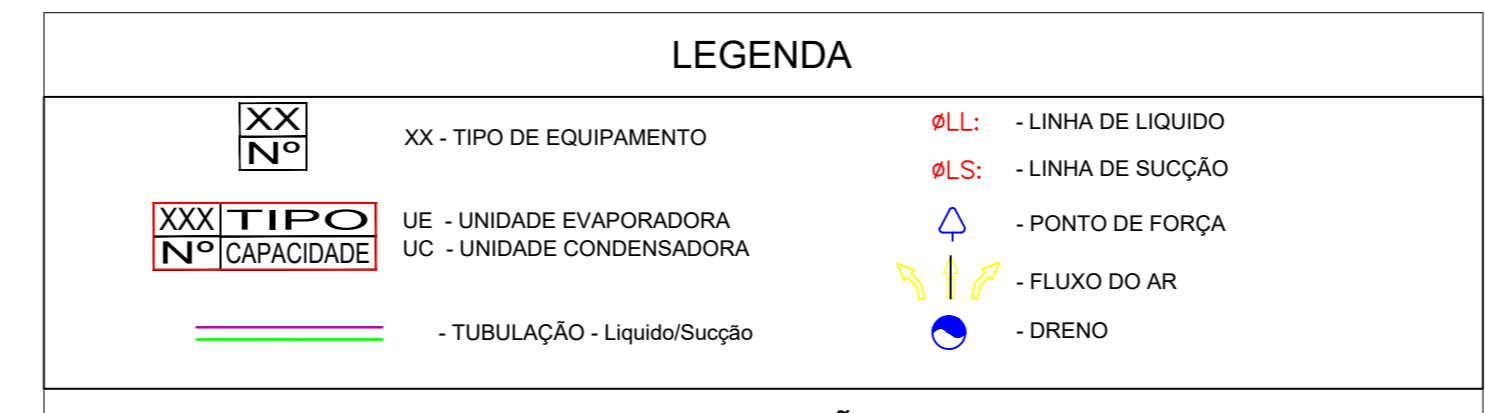 LEGENDA
XX
Nº
XX - TIPO DE EQUIPAMENTO
XXX TIPO
Nº CAPACIDADE
UE - UNIDADE EVAPORADORA
UC - UNIDADE CONDENSADORA
- TUBULAÇÃO - Liquido/Sucção
øLL: - LINHA DE LIQUIDO
øLS: - LINHA DE SUCÇÃO
- PONTO DE FORÇA
- FLUXO DO AR
- DRENO